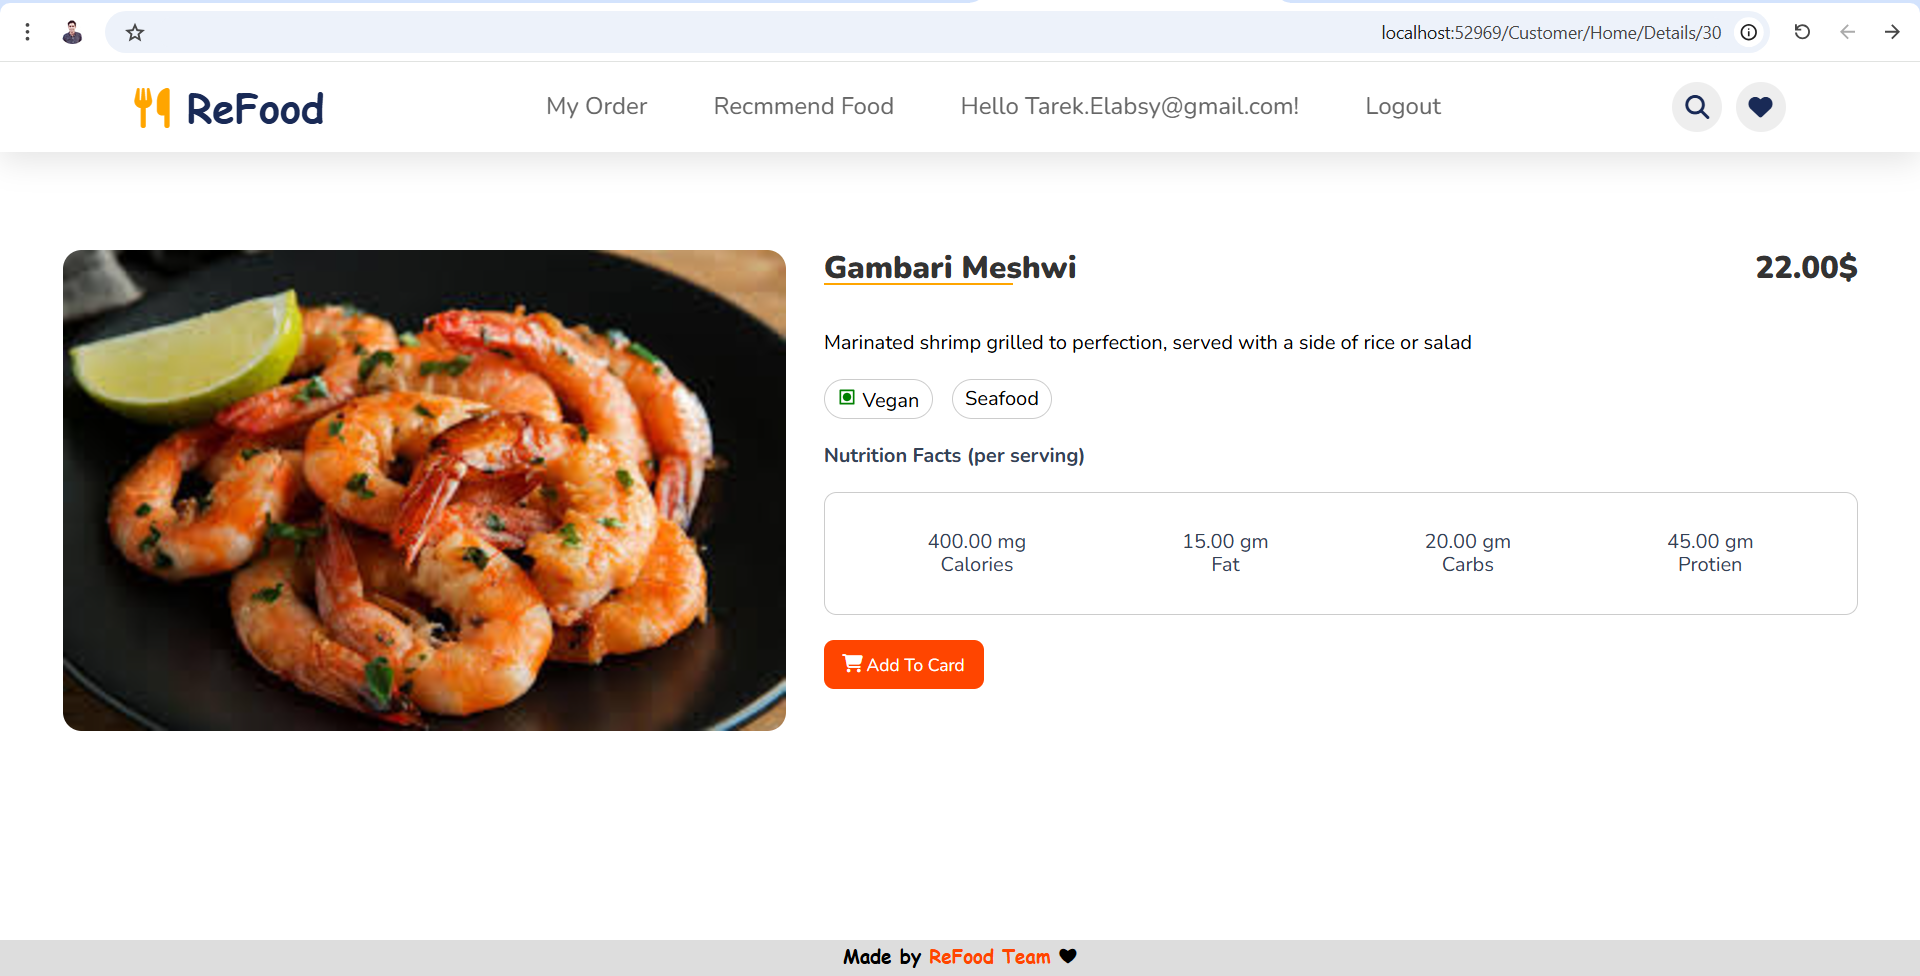 localhost:52969/Customer/Home/Details/30
ReFood
My Order
Recmmend Food
Hello Tarek.Elabsy@gmail.com!
Logout
Gambari Meshwi
22.00$
Marinated shrimp grilled to perfection, served with a side of rice or salad
Vegan
Seafood
Nutrition Facts (per serving)
400.00 mg
Calories
15.00 gm
Fat
20.00 gm
Carbs
45.00 gm
Protien
Add To Card
Made by ReFood Team